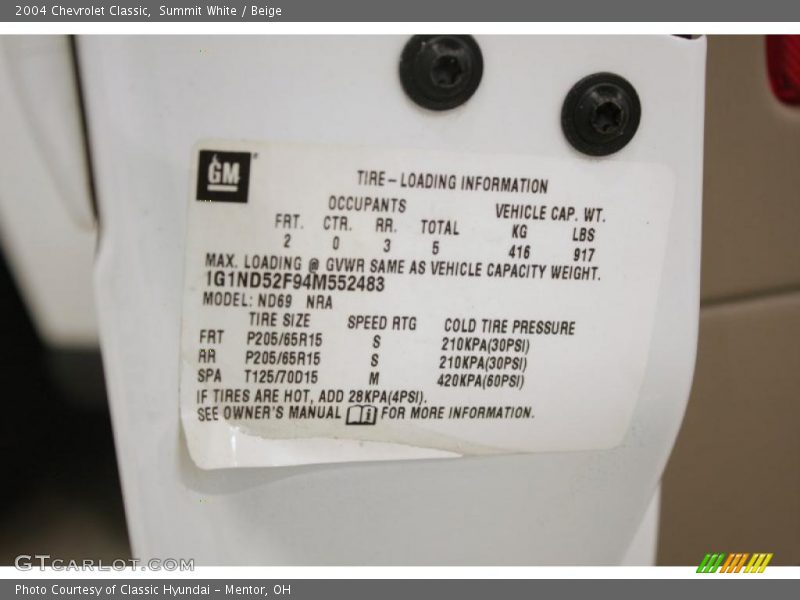 2004 Chevrolet Classic, Summit White / Beige
GM
TIRE-LOADING INFORMATION
OCCUPANTS VEHICLE CAP. WT.
FRT. CTR. RR. TOTAL KG LBS
2 0 3 5 416 917
MAX. LOADING @ GVWR SAME AS VEHICLE CAPACITY WEIGHT.
1G1ND52F94M552483
MODEL: ND69 NRA
TIRE SIZE SPEED RTG COLD TIRE PRESSURE
FRT P205/65R15 S 210KPA(30PSI)
RR P205/65R15 S 210KPA(30PSI)
SPA T125/70D15 M 420KPA(60PSI)
IF TIRES ARE HOT, ADD 28KPA(4PSI).
SEE OWNER'S MANUAL FOR MORE INFORMATION.
GTCARLOT.COM
Photo Courtesy of Classic Hyundai - Mentor, OH